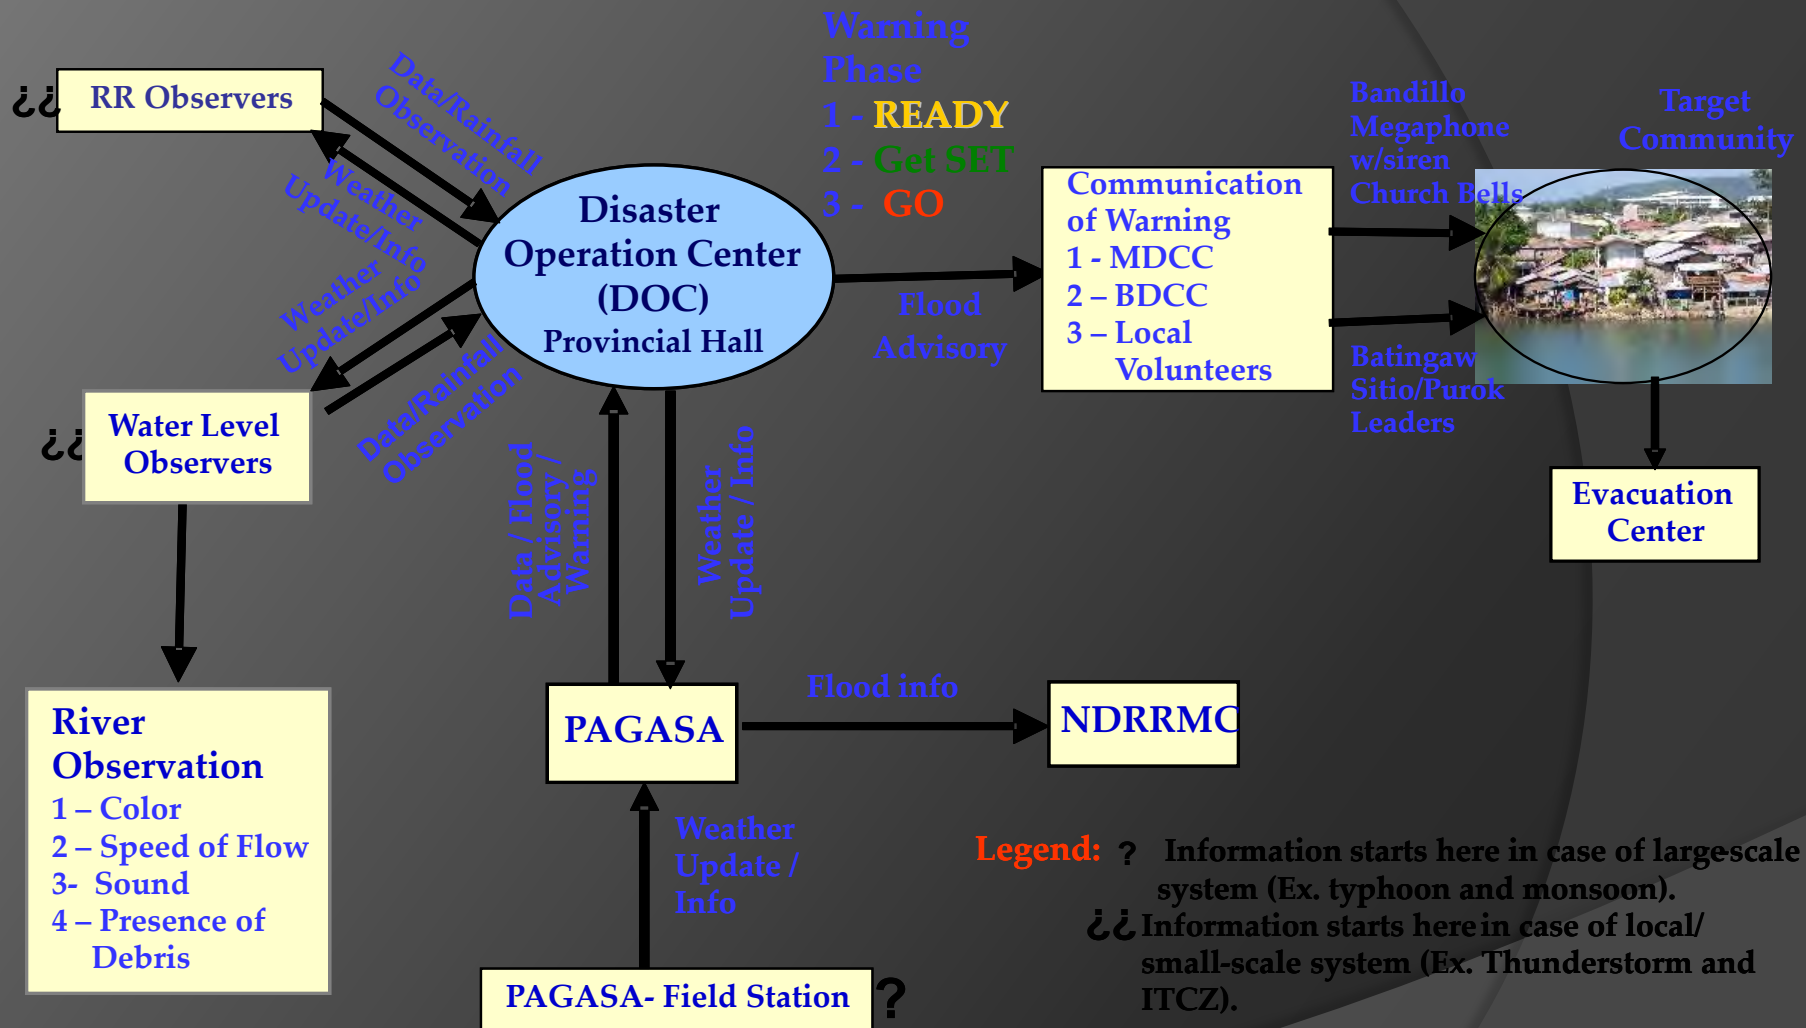 ¿¿
RR Observers
Data/Rainfall
Observation
Weather
Update/Info
Weather
Update/Info
Data/Rainfall
Observation
¿¿
Water Level
Observers
River
Observation
1 – Color
2 – Speed of Flow
3- Sound
4 – Presence of
Debris
Disaster
Operation Center
(DOC)
Provincial Hall
Warning
Phase
1 - READY
2 - Get SET
3 - GO
Flood
Advisory
Communication
of Warning
1 - MDCC
2 – BDCC
3 – Local
Volunteers
Bandillo
Megaphone
w/siren
Church Bells
Target
Community
Batingaw
Sitio/Purok
Leaders
Evacuation
Center
Data / Flood
Advisory /
Warning
Weather
Update / Info
PAGASA
Flood info
NDRRMC
Weather
Update /
Info
PAGASA- Field Station
?
Legend: ? Information starts here in case of large-scale
system (Ex. typhoon and monsoon).
¿¿ Information starts here in case of local/
small-scale system (Ex. Thunderstorm and
ITCZ).